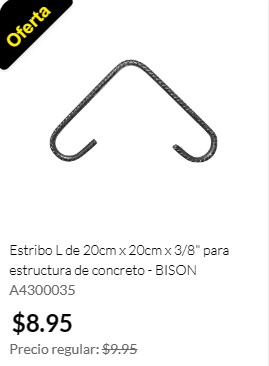 Oferta
Estribo L de 20cm x 20cm x 3/8" para
estructura de concreto - BISON
A4300035
$8.95
Precio regular: $9.95